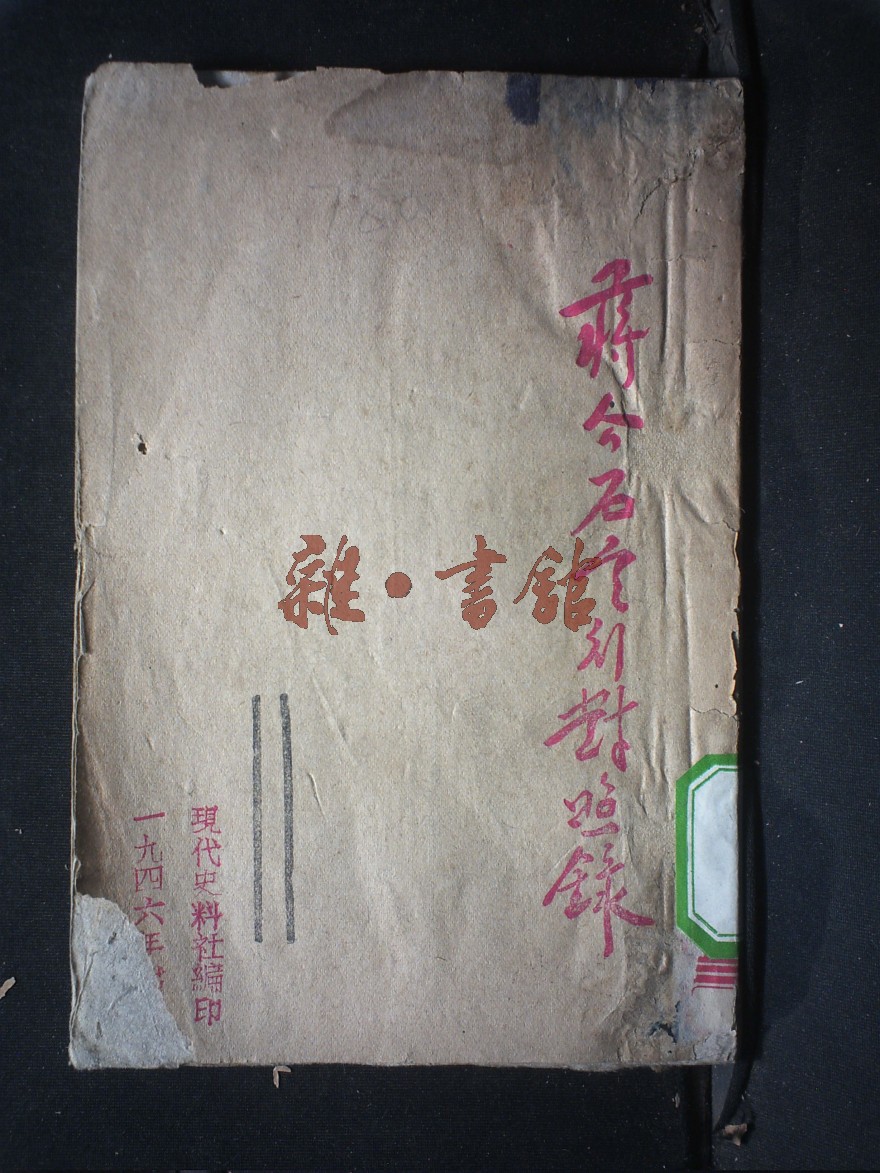 蔣介石言行對照錄
雜·書館
現代史料社編印
一九四六年